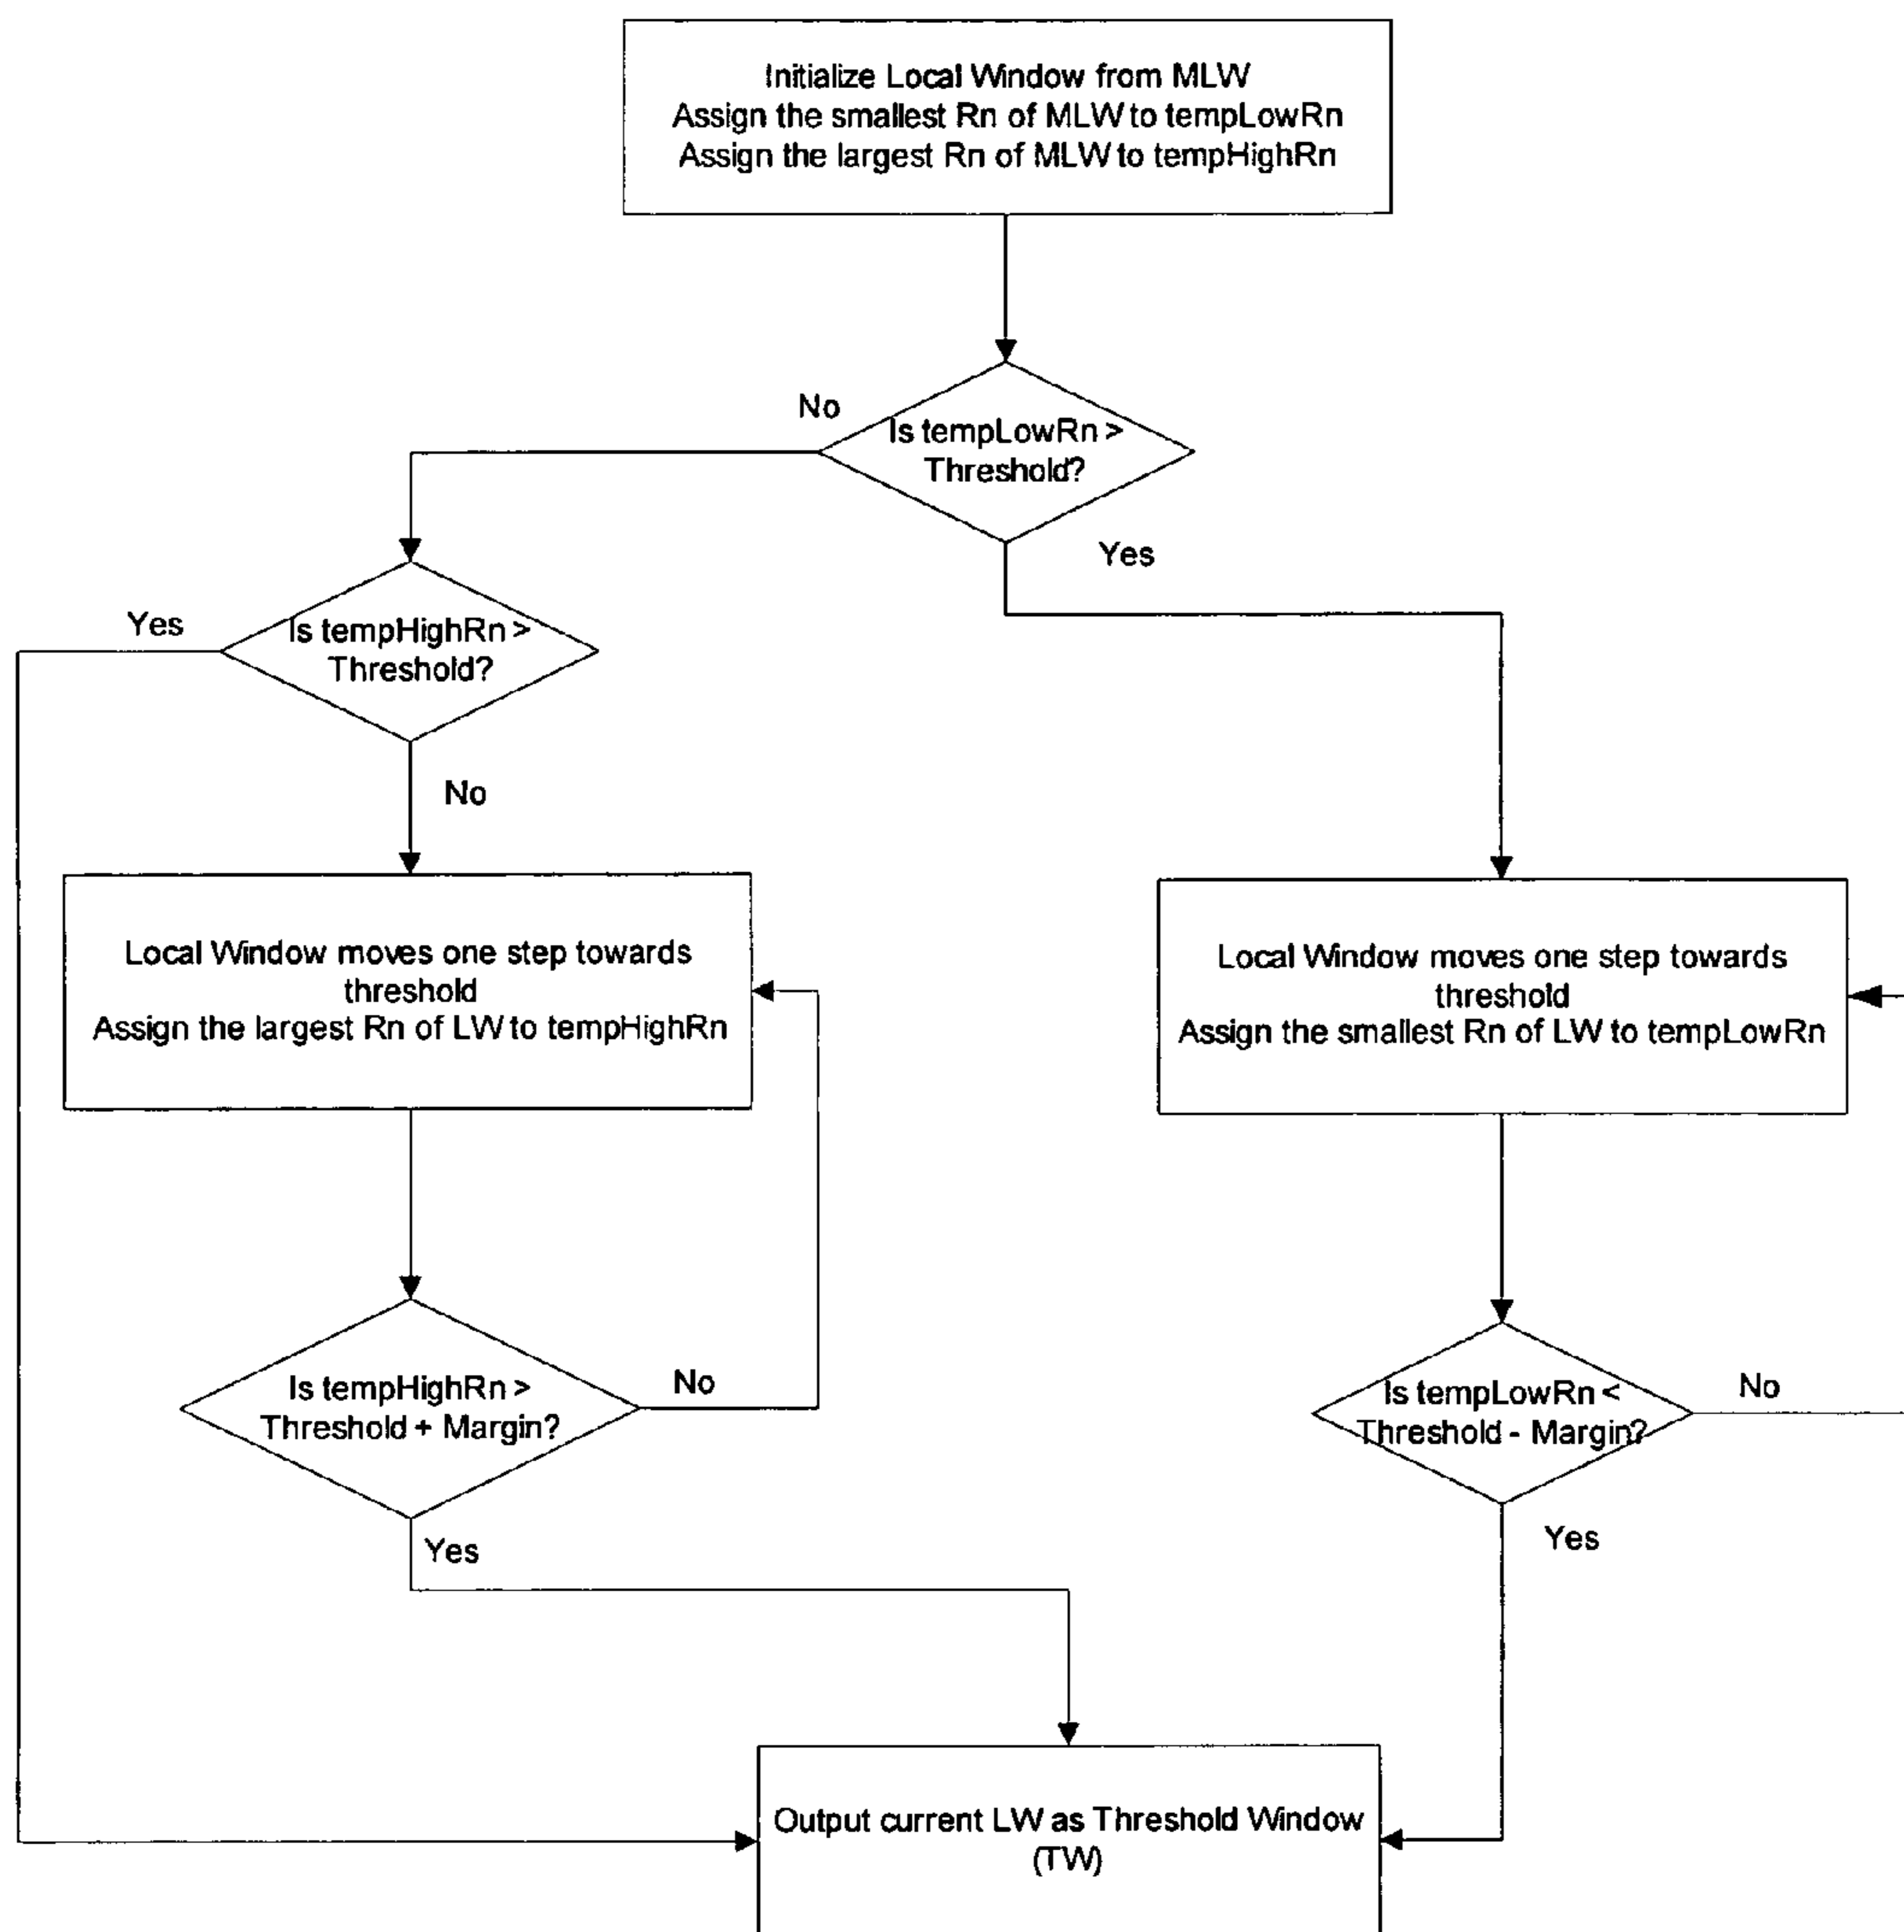 Initialize Local Window from MLW
Assign the smallest Rn of MLW to tempLowRn
Assign the largest Rn of MLW to tempHighRn
No
Is tempLowRn >
Threshold?
Yes
Yes
Is tempHighRn >
Threshold?
No
Local Window moves one step towards
threshold
Assign the largest Rn of LW to tempHighRn
Local Window moves one step towards
threshold
Assign the smallest Rn of LW to tempLowRn
Is tempHighRn >
Threshold + Margin?
No
Yes
Is tempLowRn <
Threshold - Margin?
No
Yes
Output current LW as Threshold Window
(TW)